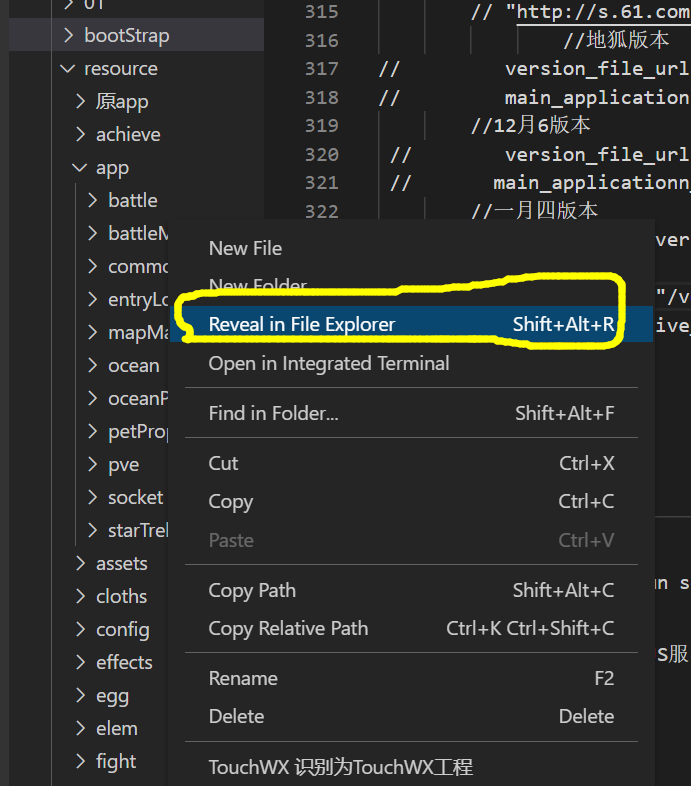 01
bootStrap
resource
原app
achieve
app
battle
battleM
commo
entryLo
mapMa
ocean
oceanP
petProp
pve
socket
starTrel
assets
cloths
config
effects
egg
elem
fight
315 // "http://s.61.com
316 //地狐版本
317 // version_file_url
318 // main_application
319 //12月6版本
320 // version_file_url
321 // main_applicationn
322 //一月四版本
ver
"/v
ive
un s
s服
New File
New Folder
Reveal in File Explorer Shift+Alt+R
Open in Integrated Terminal
Find in Folder... Shift+Alt+F
Cut Ctrl+X
Copy Ctrl+C
Paste Ctrl+V
Copy Path Shift+Alt+C
Copy Relative Path Ctrl+K Ctrl+Shift+C
Rename F2
Delete Delete
TouchWX 识别为TouchWX工程